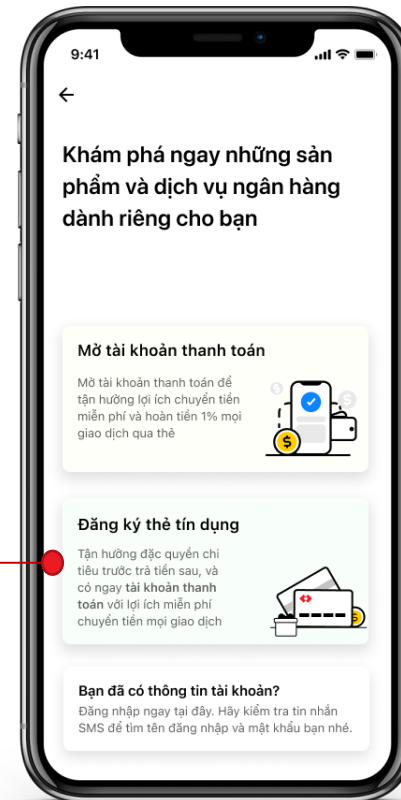 9:41
Khám phá ngay những sản
phẩm và dịch vụ ngân hàng
dành riêng cho bạn
Mở tài khoản thanh toán
Mở tài khoản thanh toán để
tận hưởng lợi ích chuyển tiền
miễn phí và hoàn tiền 1% mọi
giao dịch qua thẻ
Đăng ký thẻ tín dụng
Tận hưởng đặc quyền chi
tiêu trước trả tiền sau, và
có ngay tài khoản thanh
toán với lợi ích miễn phí
chuyển tiền mọi giao dịch
Bạn đã có thông tin tài khoản?
Đăng nhập ngay tại đây. Hãy kiểm tra tin nhắn
SMS để tìm tên đăng nhập và mật khẩu bạn nhé.